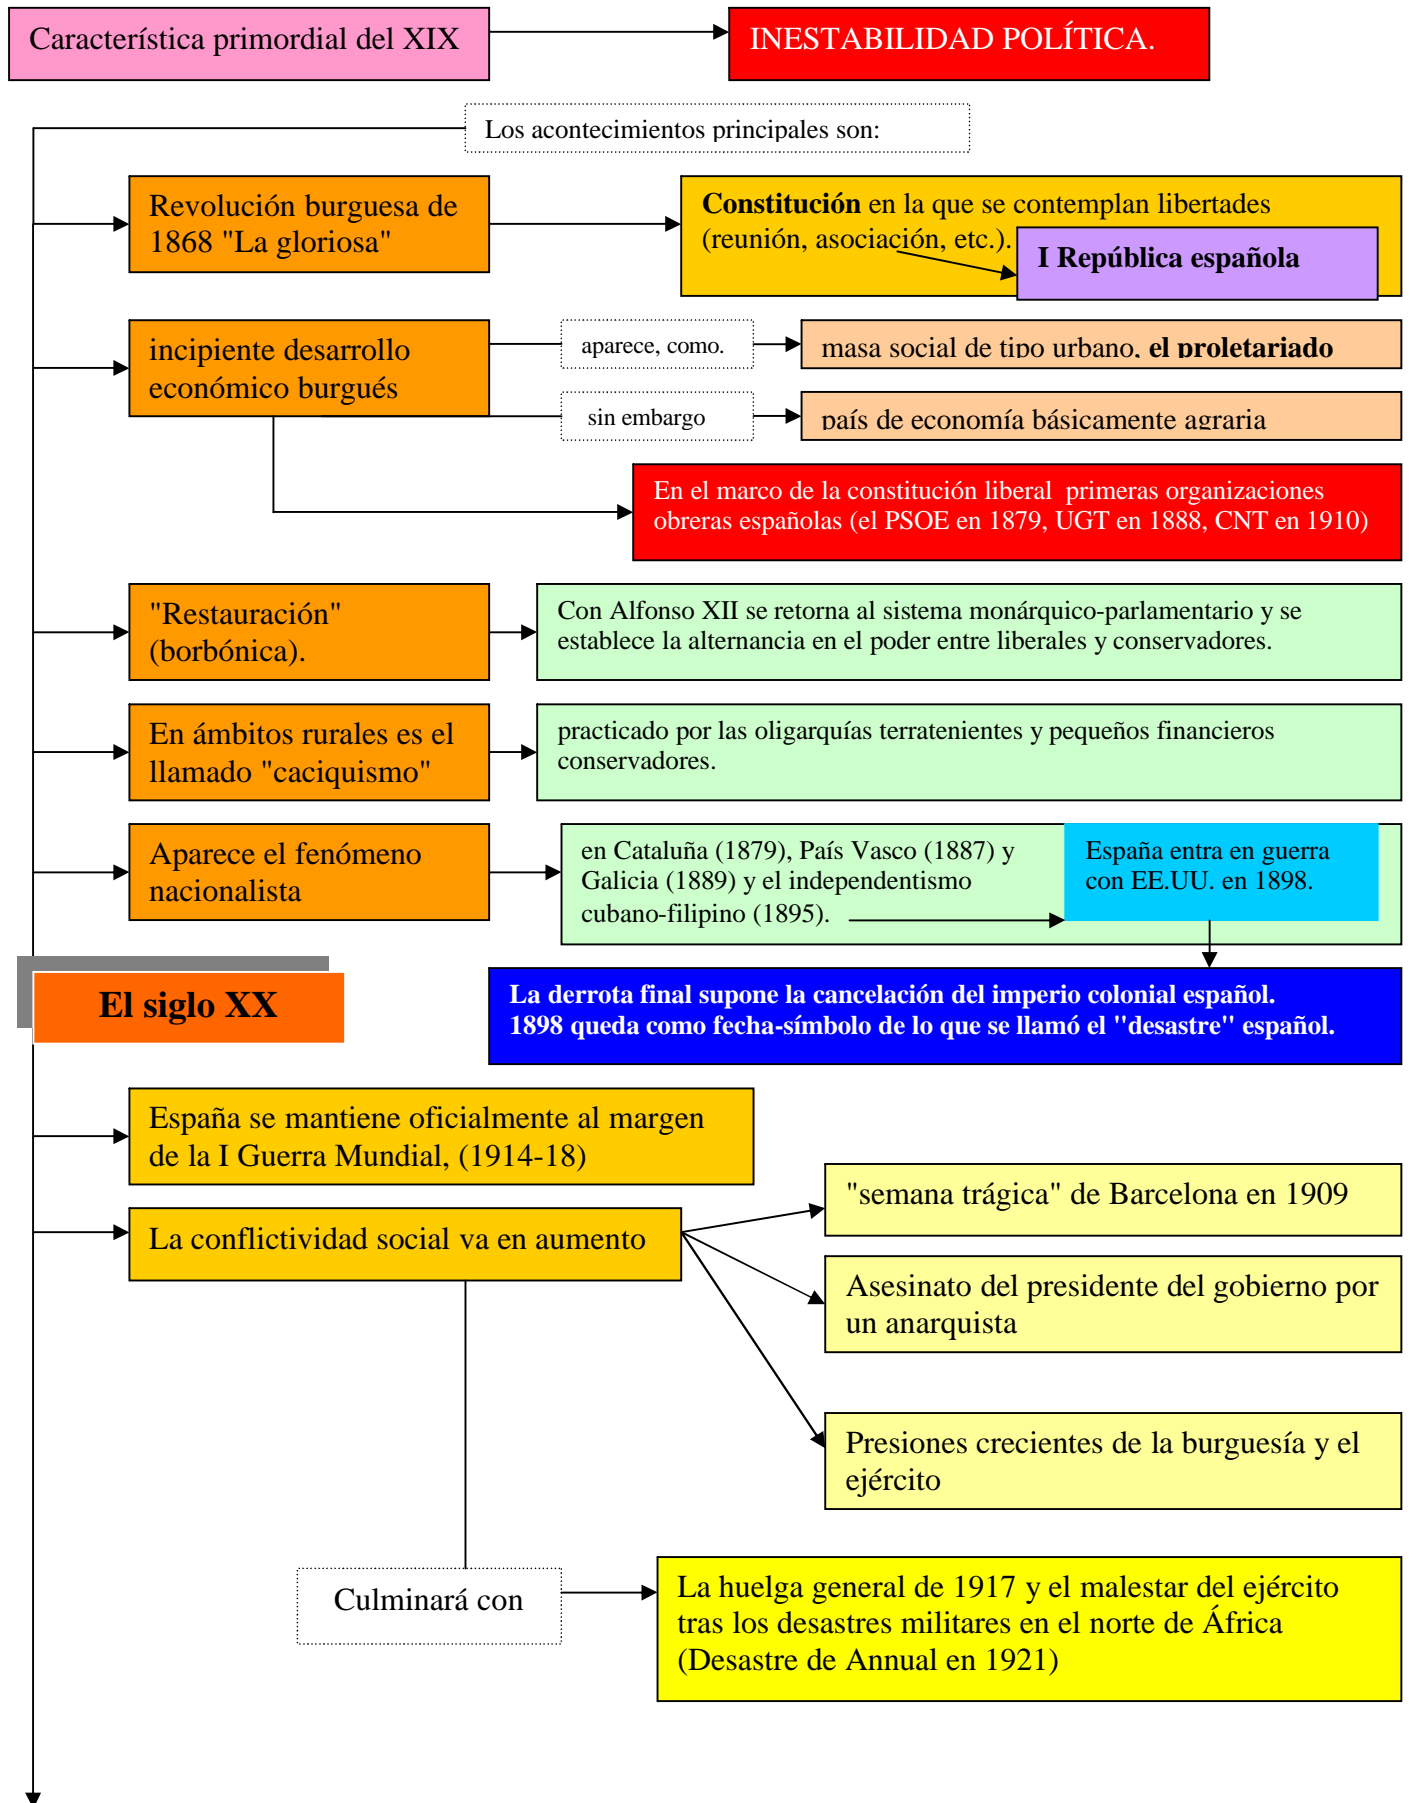 Característica primordial del XIX
INESTABILIDAD POLÍTICA.
Los acontecimientos principales son:
Revolución burguesa de
1868 "La gloriosa"
Constitución en la que se contemplan libertades
(reunión, asociación, etc.).
I República española
incipiente desarrollo
económico burgués
aparece, como.
masa social de tipo urbano, el proletariado
sin embargo
país de economía básicamente agraria
En el marco de la constitución liberal  primeras organizaciones
obreras españolas (el PSOE en 1879, UGT en 1888, CNT en 1910)
"Restauración"
(borbónica).
Con Alfonso XII se retorna al sistema monárquico-parlamentario y se
establece la alternancia en el poder entre liberales y conservadores.
En ámbitos rurales es el
llamado "caciquismo"
practicado por las oligarquías terratenientes y pequeños financieros
conservadores.
Aparece el fenómeno
nacionalista
en Cataluña (1879), País Vasco (1887) y
Galicia (1889) y el independentismo
cubano-filipino (1895).
España entra en guerra
con EE.UU. en 1898.
El siglo XX
La derrota final supone la cancelación del imperio colonial español.
1898 queda como fecha-símbolo de lo que se llamó el "desastre" español.
España se mantiene oficialmente al margen
de la I Guerra Mundial, (1914-18)
La conflictividad social va en aumento
"semana trágica" de Barcelona en 1909
Asesinato del presidente del gobierno por
un anarquista
Presiones crecientes de la burguesía y el
ejército
Culminará con
La huelga general de 1917 y el malestar del ejército
tras los desastres militares en el norte de África
(Desastre de Annual en 1921)